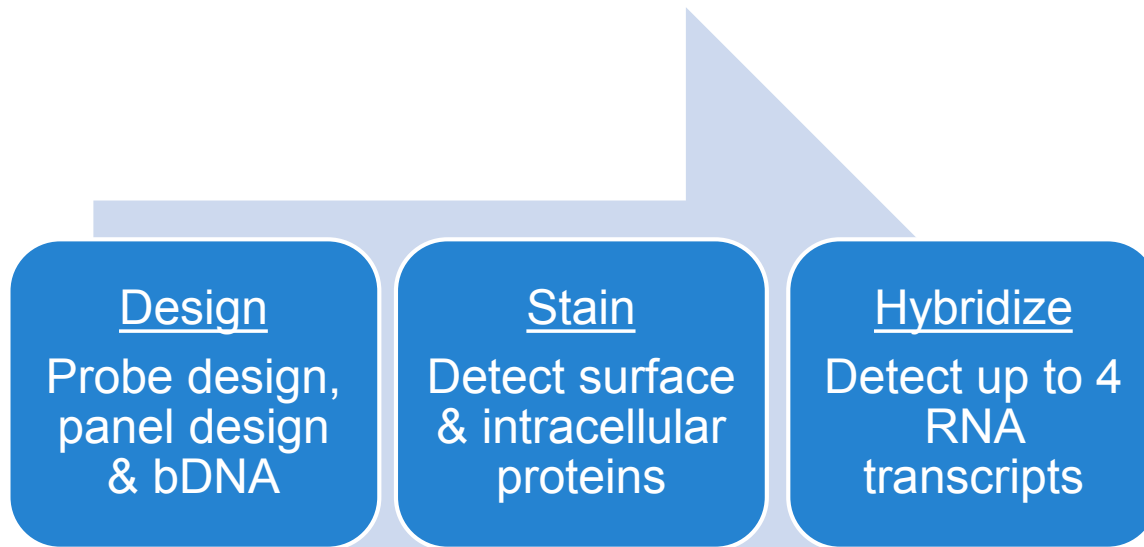 Design
Probe design,
panel design
& bDNA
Stain
Detect surface
& intracellular
proteins
Hybridize
Detect up to 4
RNA
transcripts